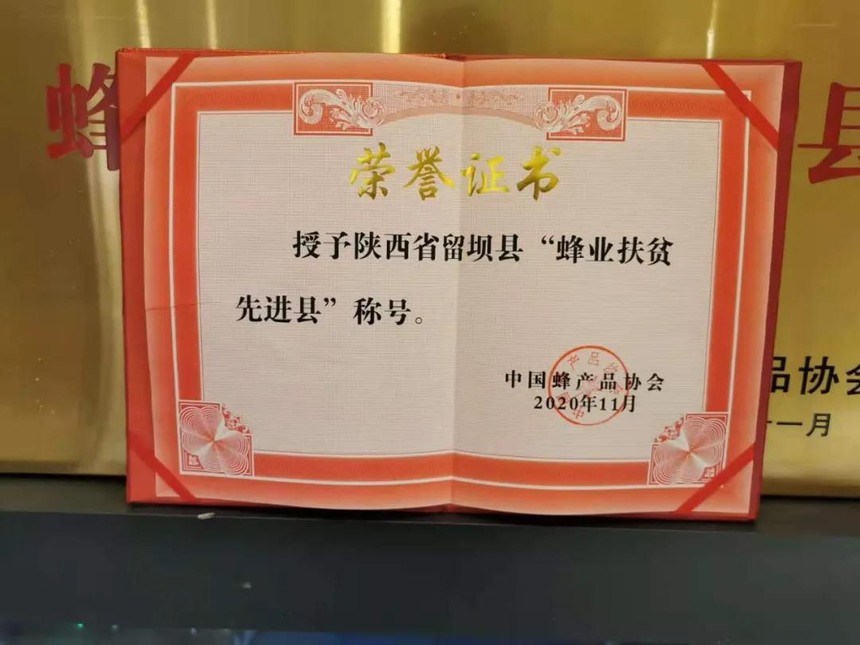 蜂
县
荣誉证书
授予陕西省留坝县“蜂业扶贫
先进县”称号。
中国蜂产品协会
2020年11月
品协会
一月